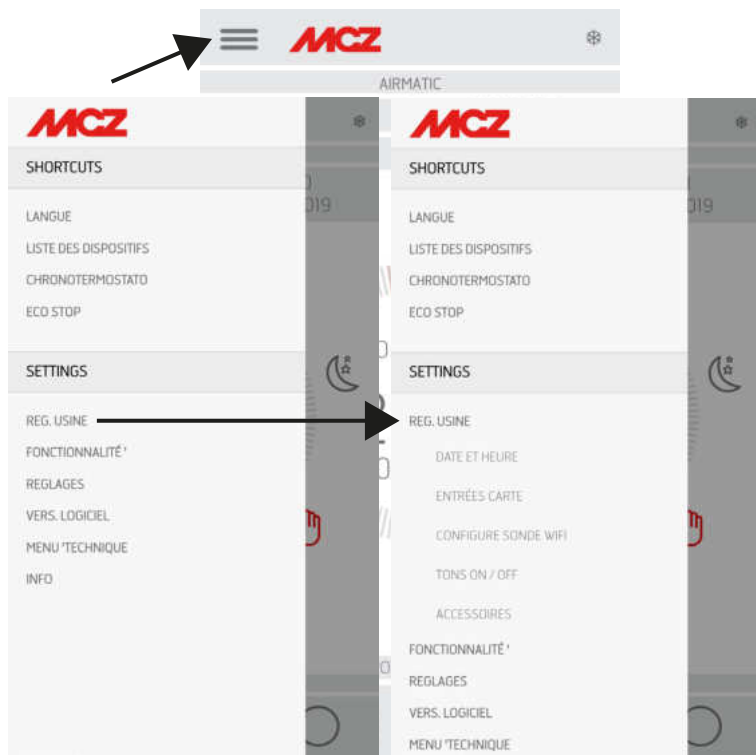 MCZ
AIRMATIC
MCZ
SHORTCUTS
LANGUE
LISTE DES DISPOSITIFS
CHRONOTERMOSTATO
ECO STOP
SETTINGS
REG. USINE
FONCTIONNALITÉ '
REGLAGES
VERS. LOGICIEL
MENU 'TECHNIQUE
INFO
019
MCZ
SHORTCUTS
LANGUE
LISTE DES DISPOSITIFS
CHRONOTERMOSTATO
ECO STOP
SETTINGS
REG. USINE
DATE ET HEURE
ENTRÉES CARTE
CONFIGURE SONDE WIFI
TONS ON / OFF
ACCESSOIRES
FONCTIONNALITÉ '
REGLAGES
VERS. LOGICIEL
MENU 'TECHNIQUE
019